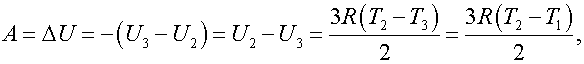 A = ΔU = −(U₃ − U₂) = U₂ − U₃ = 3R(T₂ − T₃)/2 = 3R(T₂ − T₁)/2,